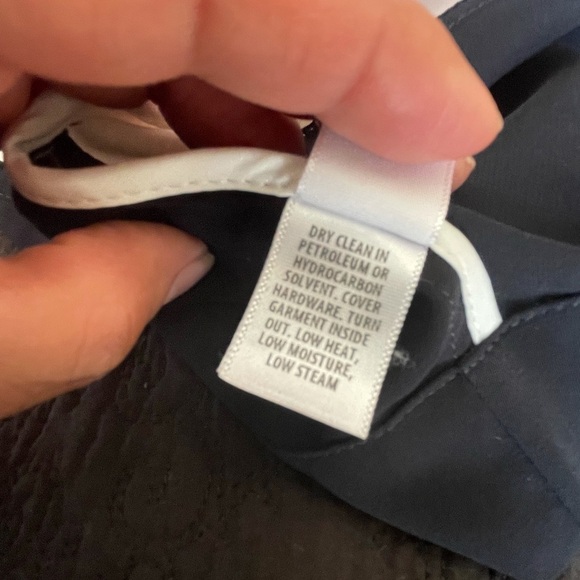 DRY CLEAN IN
PETROLEUM OR
HYDROCARBON
SOLVENT. COVER
HARDWARE. TURN
GARMENT INSIDE
OUT. LOW HEAT,
LOW MOISTURE,
LOW STEAM